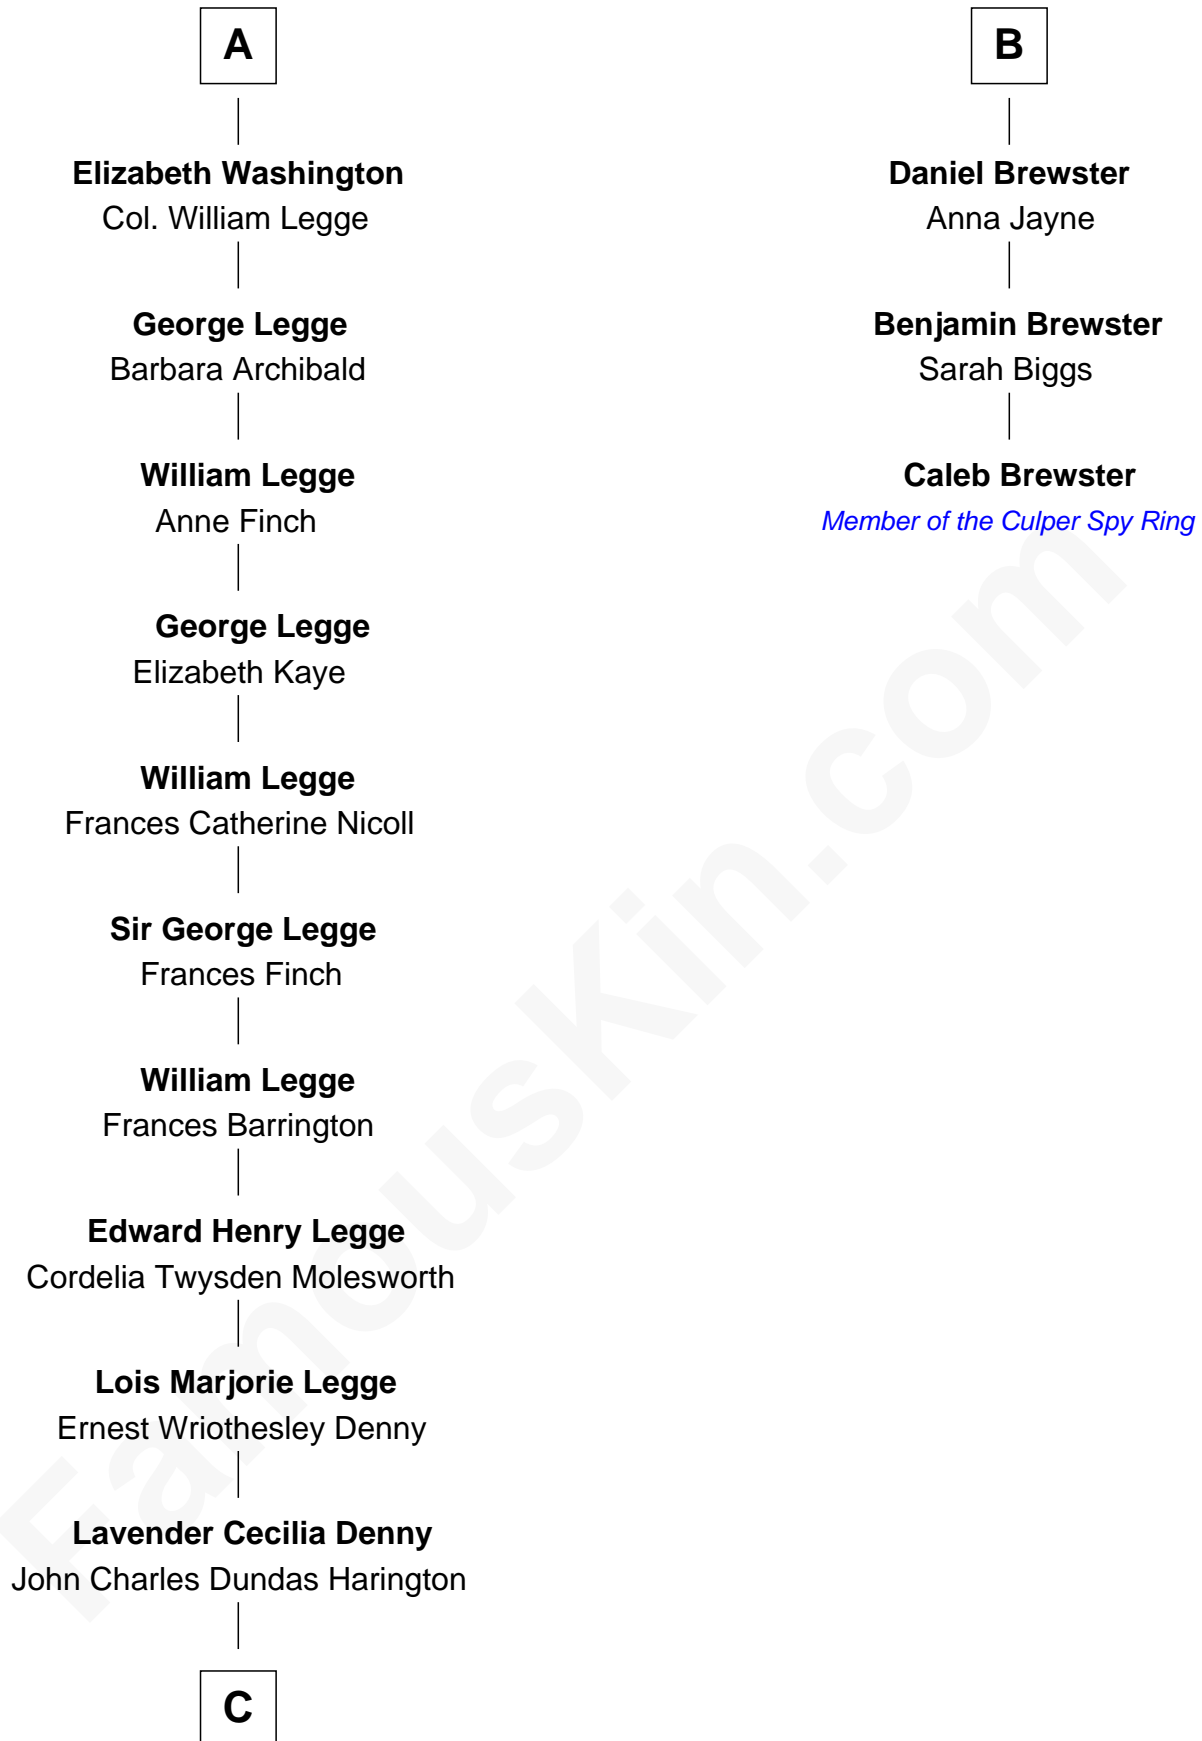 A
Elizabeth Washington
Col. William Legge
George Legge
Barbara Archibald
William Legge
Anne Finch
George Legge
Elizabeth Kaye
William Legge
Frances Catherine Nicoll
Sir George Legge
Frances Finch
William Legge
Frances Barrington
Edward Henry Legge
Cordelia Twysden Molesworth
Lois Marjorie Legge
Ernest Wriothesley Denny
Lavender Cecilia Denny
John Charles Dundas Harington
C
B
Daniel Brewster
Anna Jayne
Benjamin Brewster
Sarah Biggs
Caleb Brewster
Member of the Culper Spy Ring
FamousKin.com